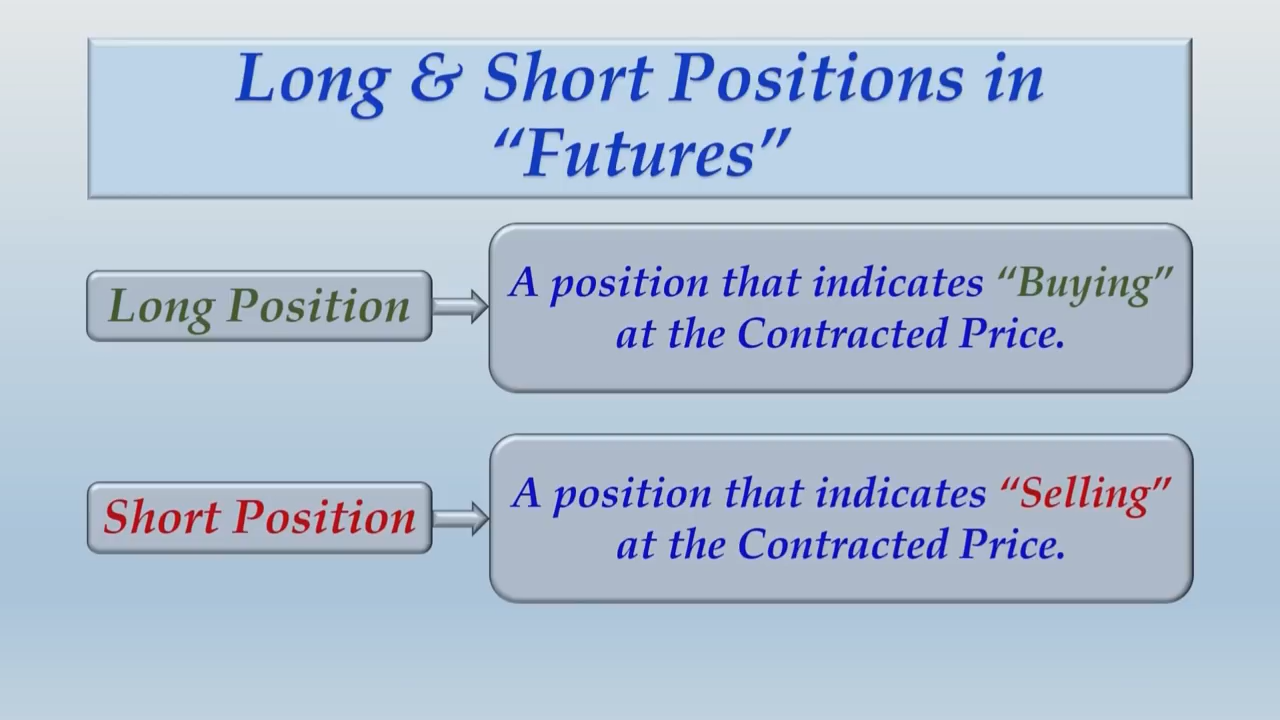 Long & Short Positions in
“Futures”
Long Position
A position that indicates “Buying”
at the Contracted Price.
Short Position
A position that indicates “Selling”
at the Contracted Price.